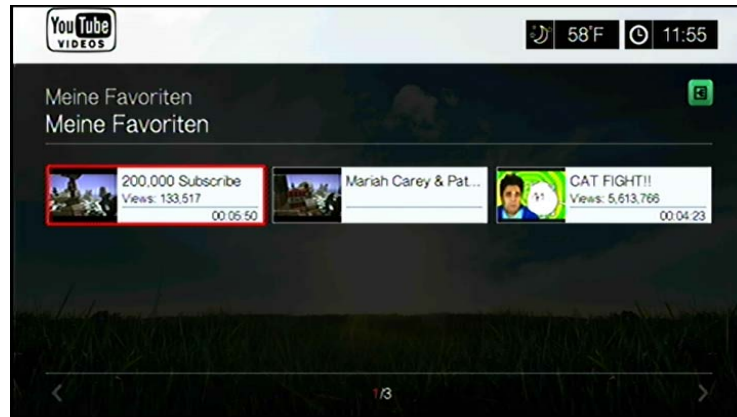 You Tube
VIDEOS
58°F
11:55
Meine Favoriten
Meine Favoriten
200,000 Subscribe
Views: 133,517
00:05:50
Mariah Carey & Pat...
CAT FIGHT!!
Views: 5,613,766
00:04:23
1/3